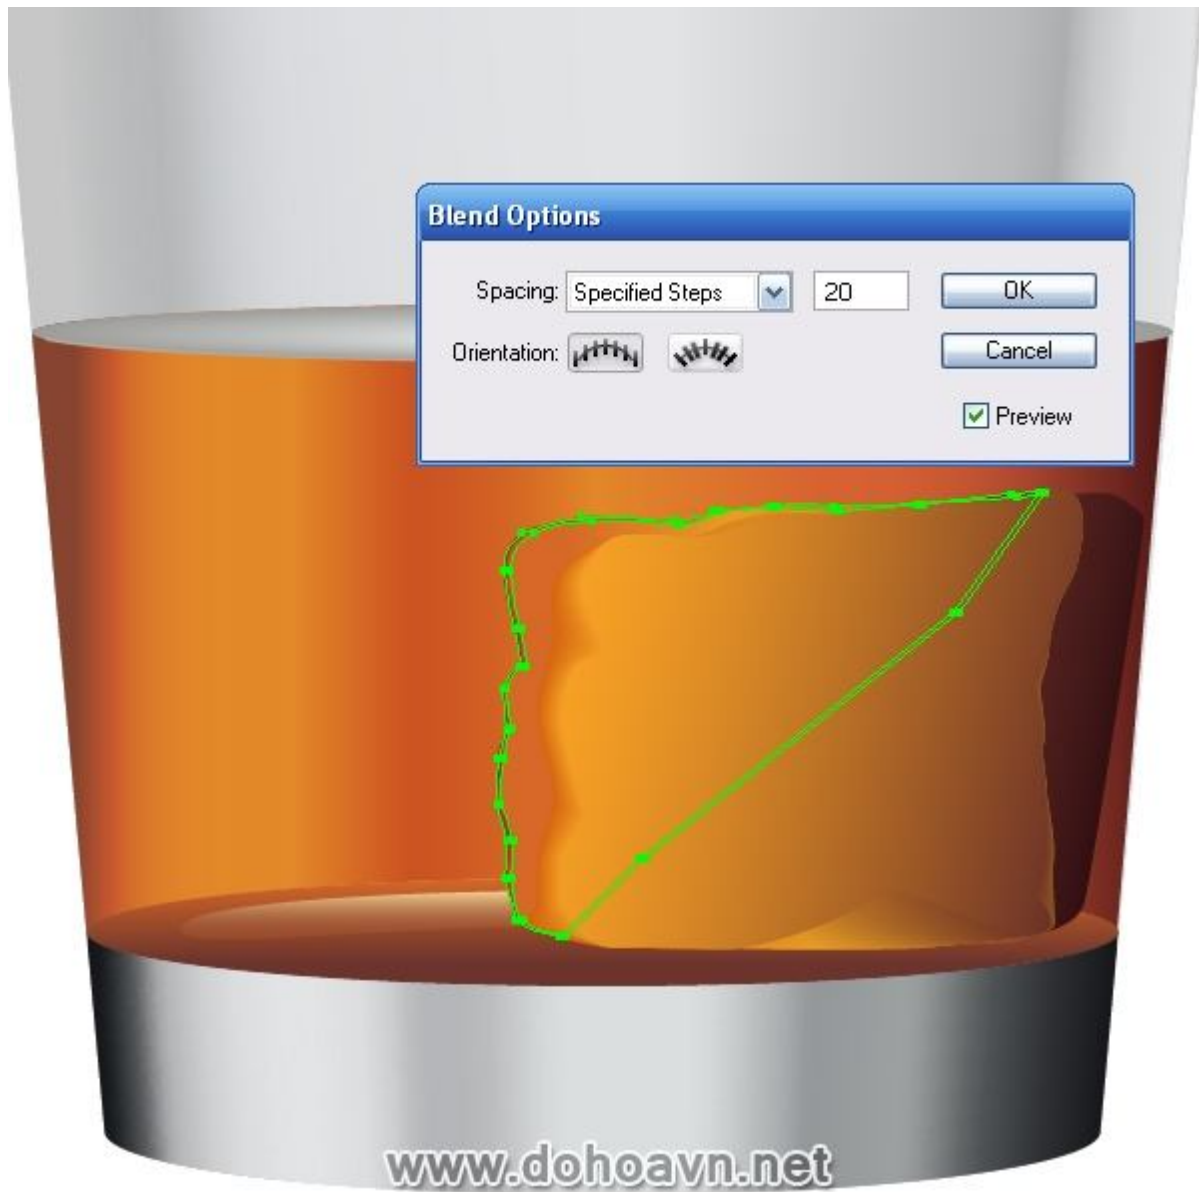 Blend Options
Spacing: Specified Steps 20 OK
Orientation: Cancel
Preview
www.dohoavn.net